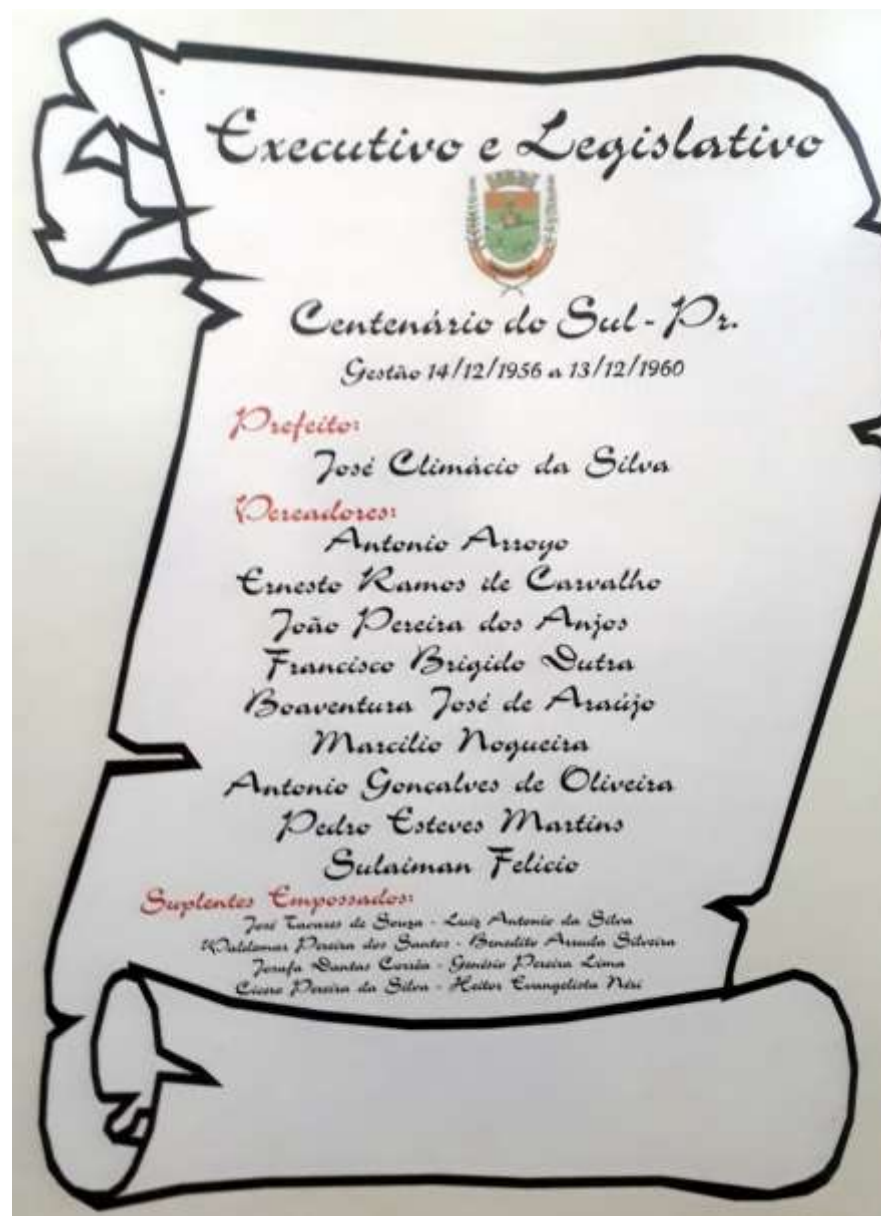 Executivo e Legislativo
Centenário do Sul - Pr.
Gestão 14/12/1956 a 13/12/1960
Prefeito:
José Climácio da Silva
Vereadores:
Antonio Arroyo
Ernesto Ramos de Carvalho
João Pereira dos Anjos
Francisco Brigido Dutra
Boaventura José de Araújo
Marcilio Nogueira
Antonio Goncalves de Oliveira
Pedro Esteves Martins
Sulaiman Felicio
Suplentes Empossados:
José Tavares de Souza - Luiz Antonio da Silva
Waldemar Pereira dos Santos - Benedito Arruda Silveira
Josafa Dantas Corrêa - Genésio Pereira Lima
Cicero Pereira da Silva - Heitor Evangelista Néri